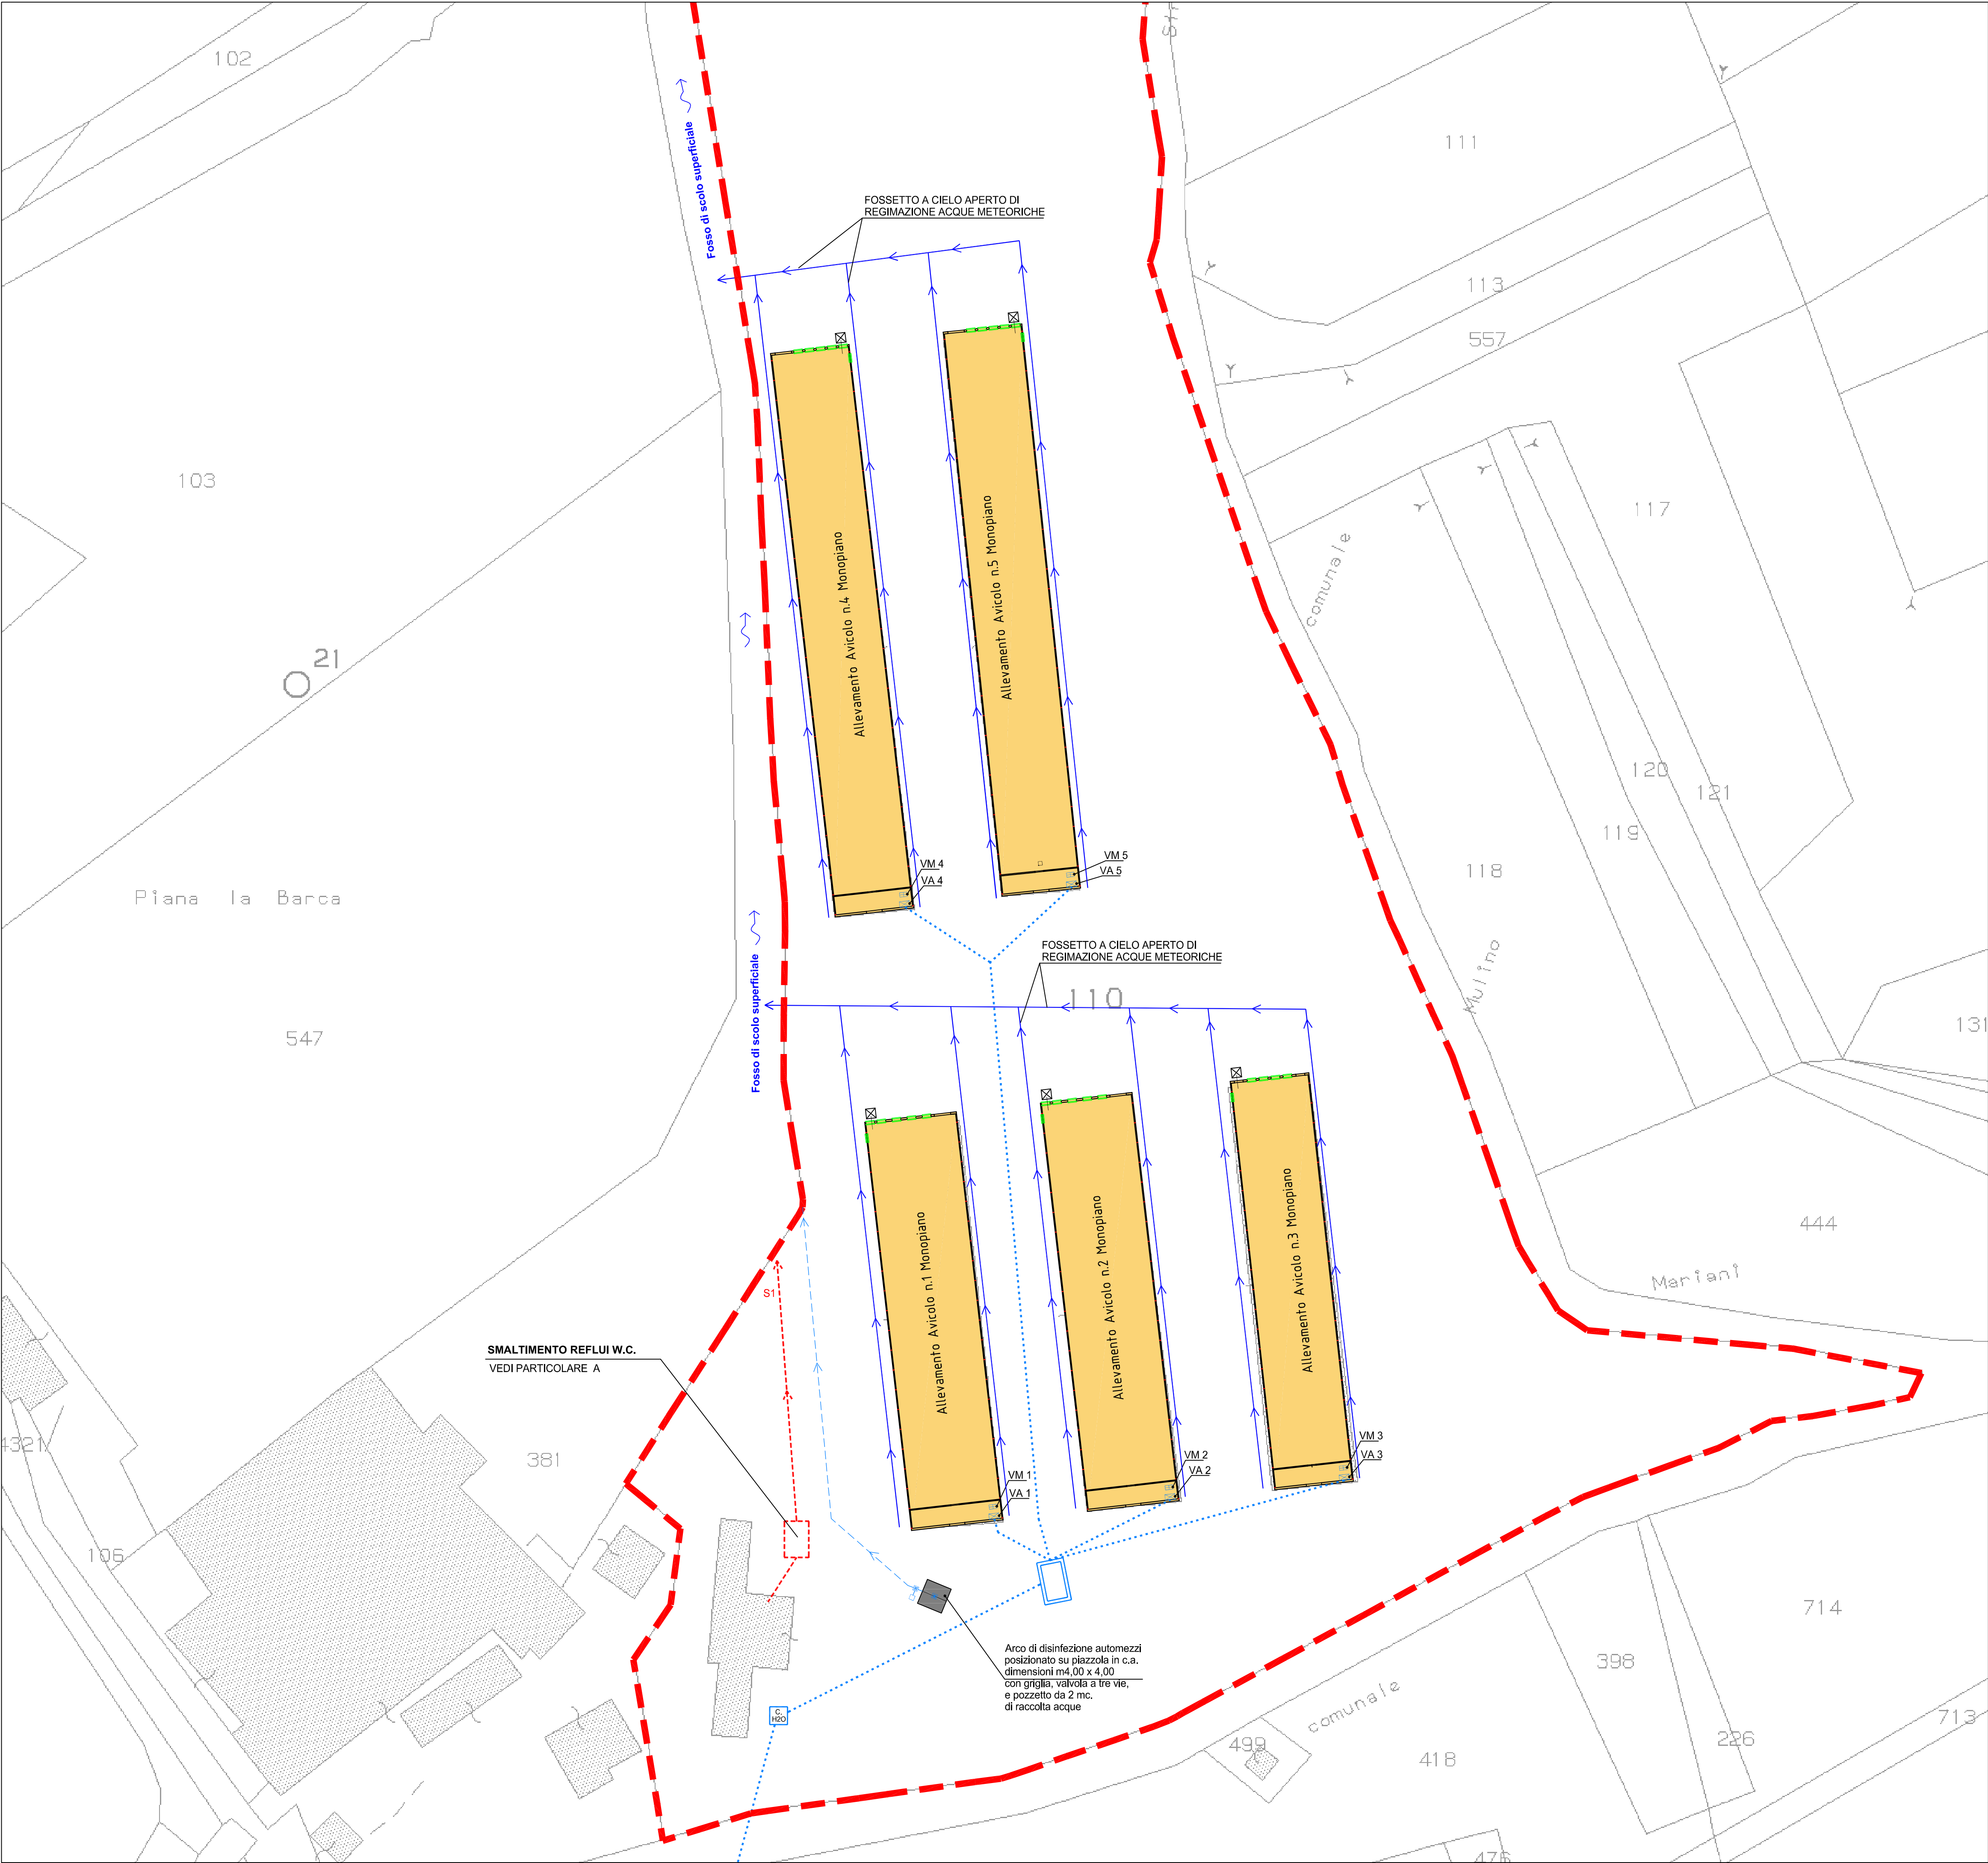 102
Str
111
Fosso di scolo superficiale
FOSSETTO A CIELO APERTO DI
REGIMAZIONE ACQUE METEORICHE
113
557
103
117
comunale
Allevamento Avicolo n.4 Monopiano
Allevamento Avicolo n.5 Monopiano
21
120
121
119
118
VM 4
VA 4
VM 5
VA 5
Piana la Barca
FOSSETTO A CIELO APERTO DI
REGIMAZIONE ACQUE METEORICHE
Fosso di scolo superficiale
110
Mulino
131
547
444
Mariani
Allevamento Avicolo n.1 Monopiano
Allevamento Avicolo n.2 Monopiano
Allevamento Avicolo n.3 Monopiano
S1
SMALTIMENTO REFLUI W.C.
VEDI PARTICOLARE A
4321
381
VM 1
VA 1
VM 2
VA 2
VM 3
VA 3
106
714
398
Arco di disinfezione automezzi
posizionato su piazzola in c.a.
dimensioni m4,00 x 4,00
con griglia, valvola a tre vie,
e pozzetto da 2 mc.
di raccolta acque
C.
H2O
comunale
499
418
226
713
476